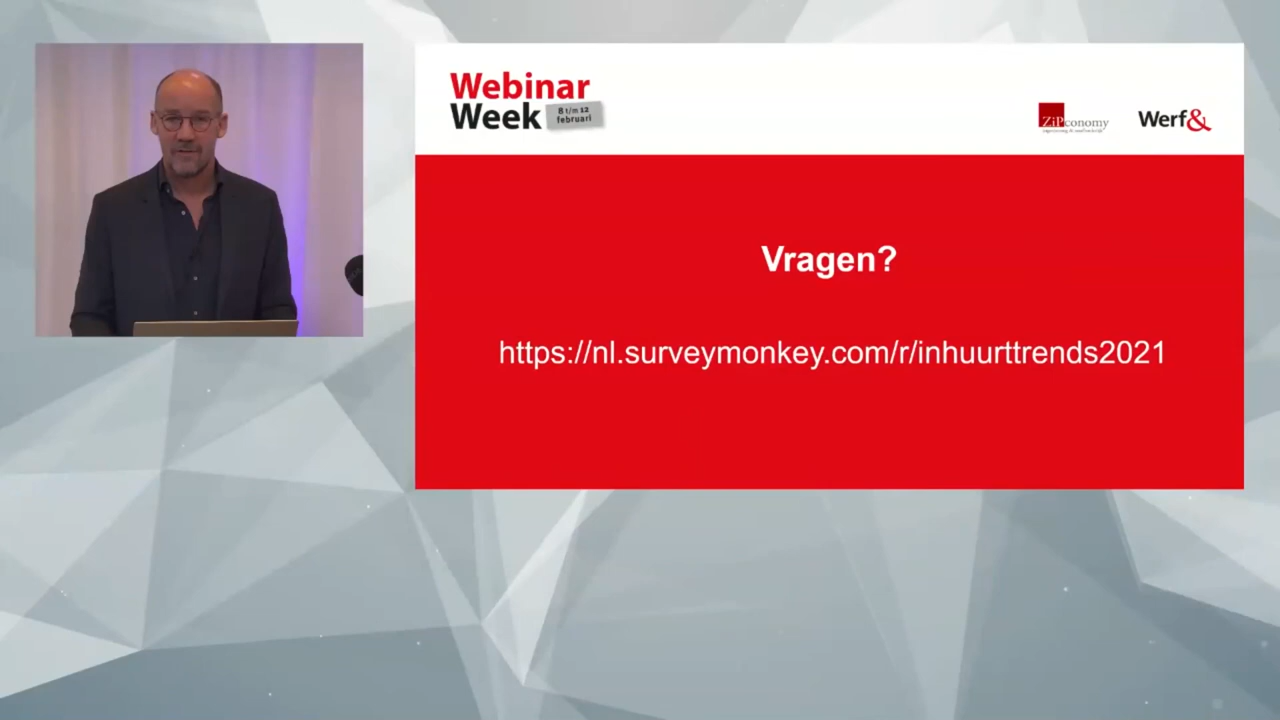 Webinar
Week
8 t/m 12
februari
ZiPconomy
Werf&
Vragen?
https://nl.surveymonkey.com/r/inhuurttrends2021